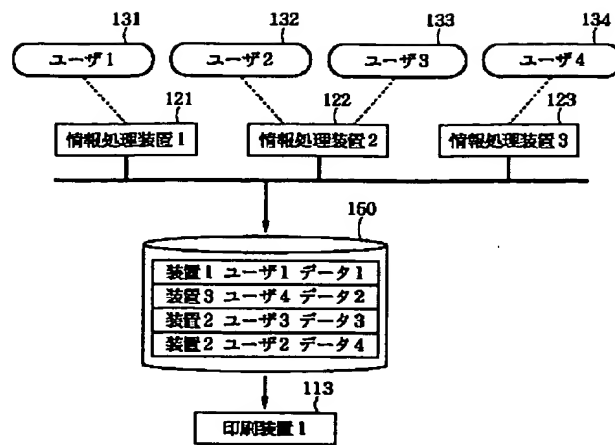 131 132 133 134
ユーザ1 ユーザ2 ユーザ3 ユーザ4
121 122 123
情報処理装置1 情報処理装置2 情報処理装置3
160
装置1 ユーザ1 データ1
装置3 ユーザ4 データ2
装置2 ユーザ3 データ3
装置2 ユーザ2 データ4
113
印刷装置1